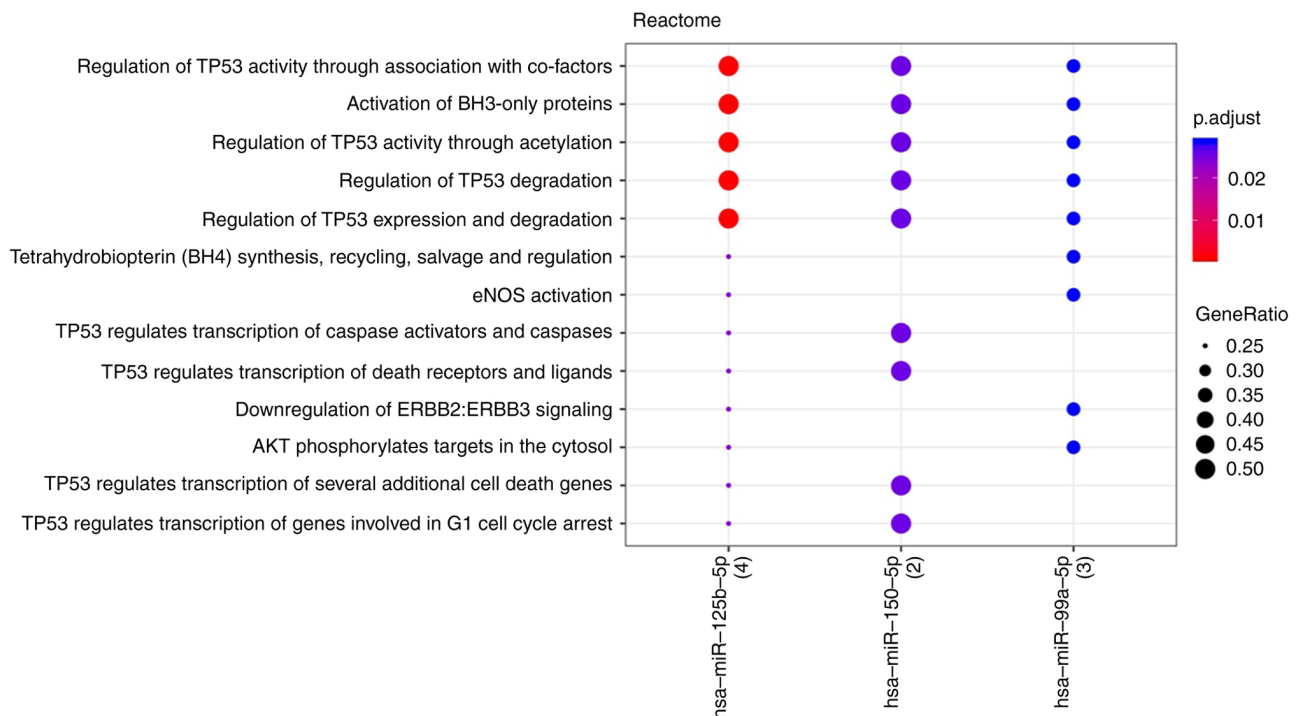 Reactome
Regulation of TP53 activity through association with co-factors
Activation of BH3-only proteins
Regulation of TP53 activity through acetylation
Regulation of TP53 degradation
Regulation of TP53 expression and degradation
Tetrahydrobiopterin (BH4) synthesis, recycling, salvage and regulation
eNOS activation
TP53 regulates transcription of caspase activators and caspases
TP53 regulates transcription of death receptors and ligands
Downregulation of ERBB2:ERBB3 signaling
AKT phosphorylates targets in the cytosol
TP53 regulates transcription of several additional cell death genes
TP53 regulates transcription of genes involved in G1 cell cycle arrest
hsa–miR–125b–5p
(4)
hsa–miR–150–5p
(2)
hsa–miR–99a–5p
(3)
p.adjust
0.02
0.01
GeneRatio
0.25
0.30
0.35
0.40
0.45
0.50